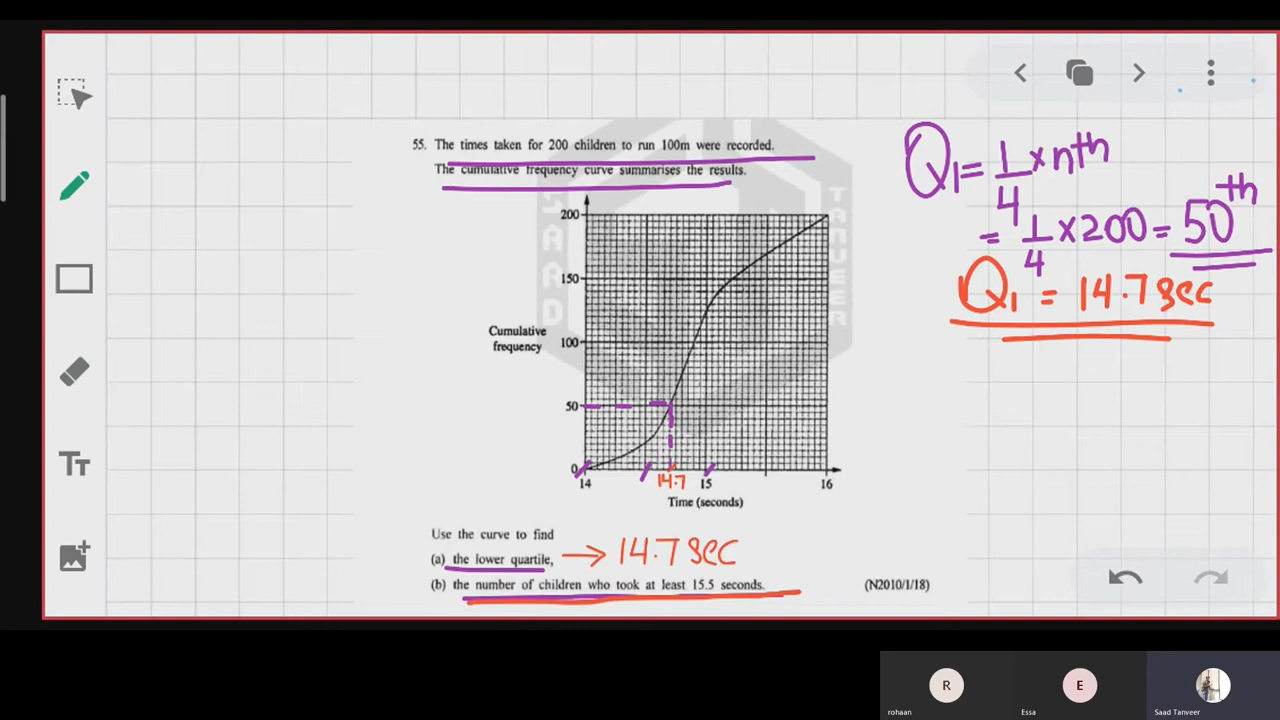 55. The times taken for 200 children to run 100m were recorded.
The cumulative frequency curve summarises the results.
Q1 = 1/4 × nth
= 1/4 × 200 = 50th
Q1 = 14.7 sec
SAAD
TANVEER
200
150
Cumulative
frequency
100
50
0
14
14.7
15
16
Time (seconds)
Use the curve to find
(a) the lower quartile, → 14.7 sec
(b) the number of children who took at least 15.5 seconds. (N2010/1/18)
Tт
R
E
rohaan
Essa
Saad Tanveer